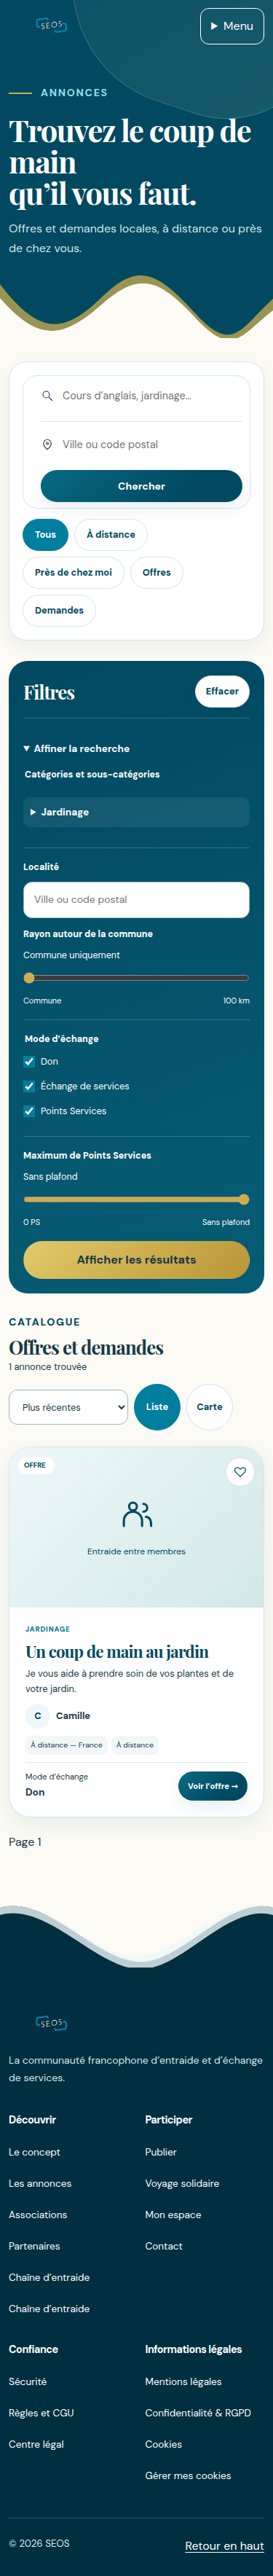 SEOS
Menu
ANNONCES
Trouvez le coup de
main
qu’il vous faut.
Offres et demandes locales, à distance ou près
de chez vous.
Cours d’anglais, jardinage…
Ville ou code postal
Chercher
Tous
À distance
Près de chez moi
Offres
Demandes
Filtres
Effacer
Affiner la recherche
Catégories et sous-catégories
Jardinage
Localité
Ville ou code postal
Rayon autour de la commune
Commune uniquement
Commune
100 km
Mode d’échange
Don
Échange de services
Points Services
Maximum de Points Services
Sans plafond
0 PS
Sans plafond
Afficher les résultats
CATALOGUE
Offres et demandes
1 annonce trouvée
Plus récentes
Liste
Carte
OFFRE
Entraide entre membres
JARDINAGE
Un coup de main au jardin
Je vous aide à prendre soin de vos plantes et de
votre jardin.
C
Camille
À distance — France
À distance
Mode d’échange
Don
Voir l’offre →
Page 1
SEOS
La communauté francophone d’entraide et d’échange
de services.
Découvrir
Le concept
Les annonces
Associations
Partenaires
Chaîne d’entraide
Chaîne d’entraide
Participer
Publier
Voyage solidaire
Mon espace
Contact
Confiance
Sécurité
Règles et CGU
Centre légal
Informations légales
Mentions légales
Confidentialité & RGPD
Cookies
Gérer mes cookies
© 2026 SEOS
Retour en haut